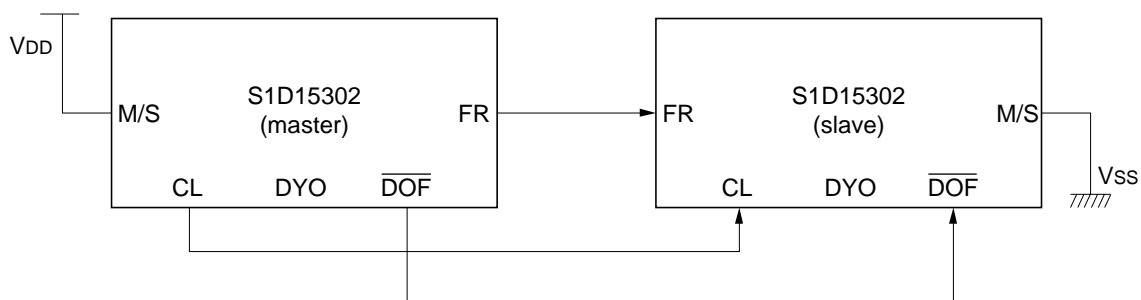 VDD
S1D15302
(master)
M/S
FR
CL
DYO
DOF
S1D15302
(slave)
FR
M/S
CL
DYO
DOF
VSS